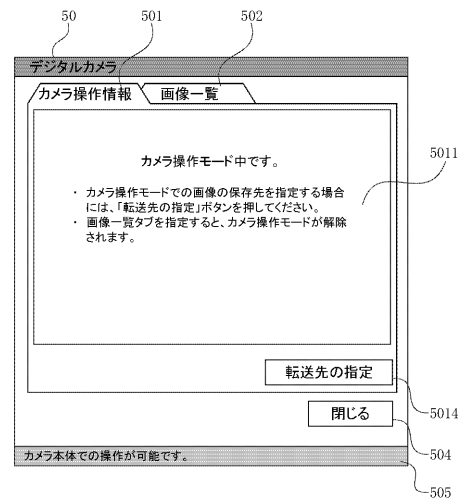 50 501 502
デジタルカメラ
カメラ操作情報 画像一覧
カメラ操作モード中です。
5011
・ カメラ操作モードでの画像の保存先を指定する場合
には、「転送先の指定」ボタンを押してください。
・ 画像一覧タブを指定すると、カメラ操作モードが解除
されます。
転送先の指定
5014
閉じる
504
カメラ本体での操作が可能です。
505